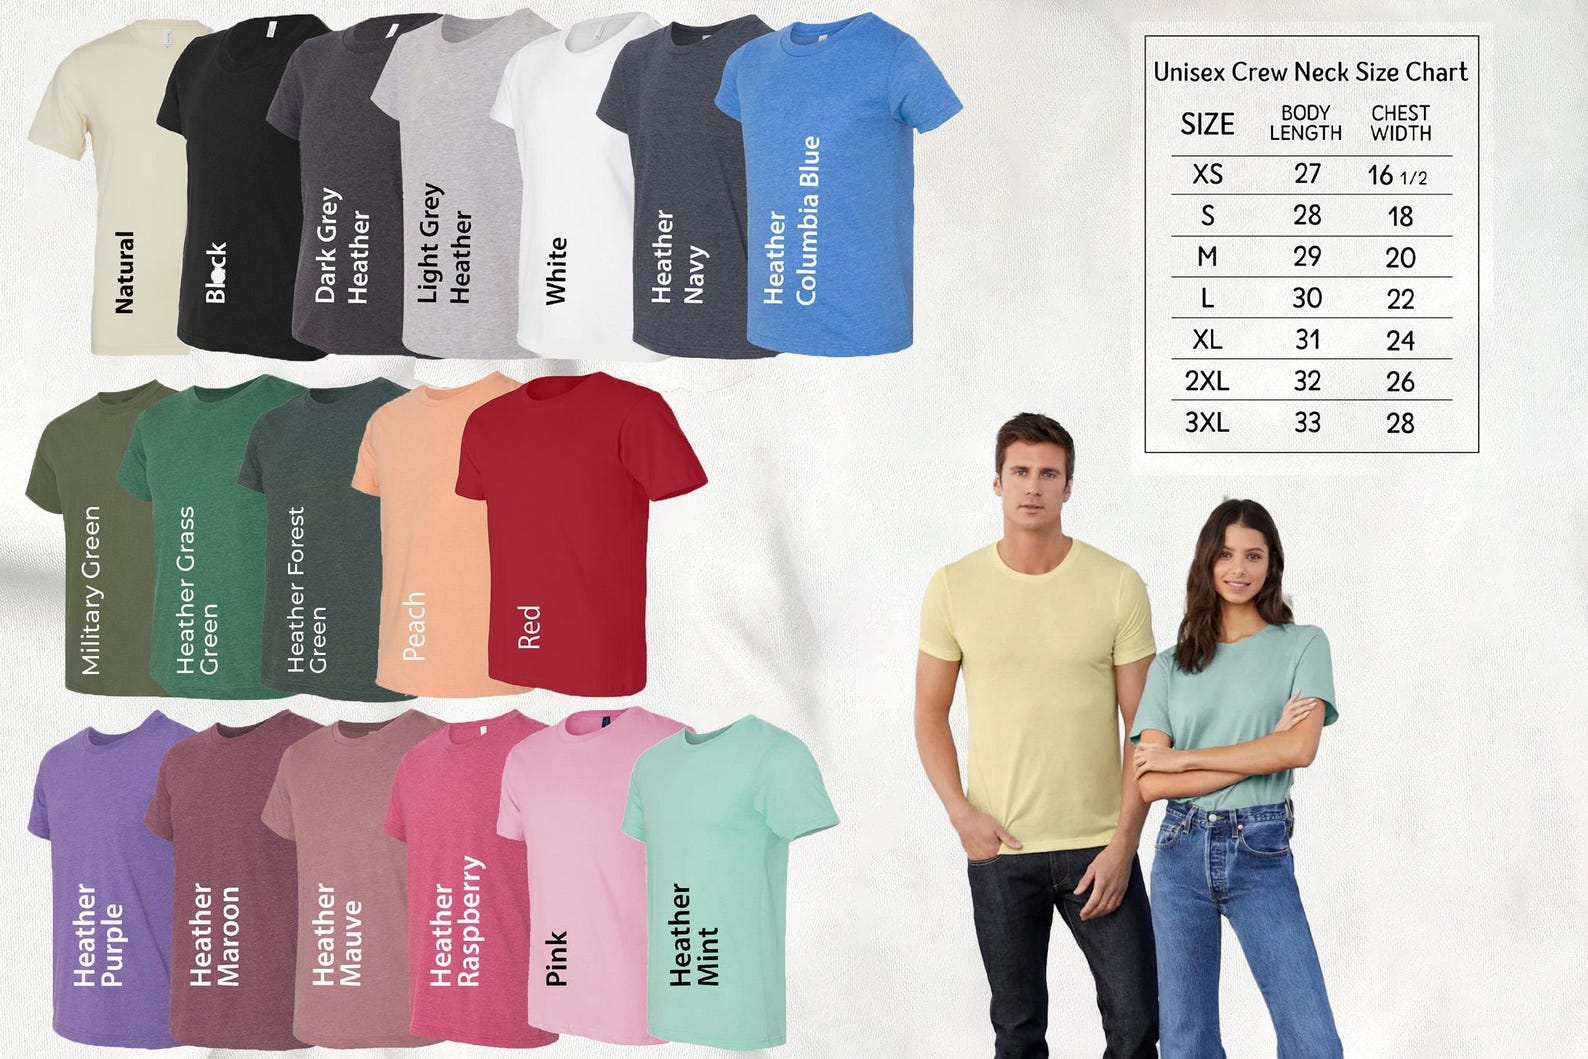 Natural
Black
Dark Grey
Heather
Light Grey
Heather
White
Heather
Navy
Heather
Columbia Blue
Military Green
Heather Grass
Green
Heather Forest
Green
Peach
Red
Heather
Purple
Heather
Maroon
Heather
Mauve
Heather
Raspberry
Pink
Heather
Mint
Unisex Crew Neck Size Chart
SIZE BODY LENGTH CHEST WIDTH
XS 27 16 1/2
S 28 18
M 29 20
L 30 22
XL 31 24
2XL 32 26
3XL 33 28